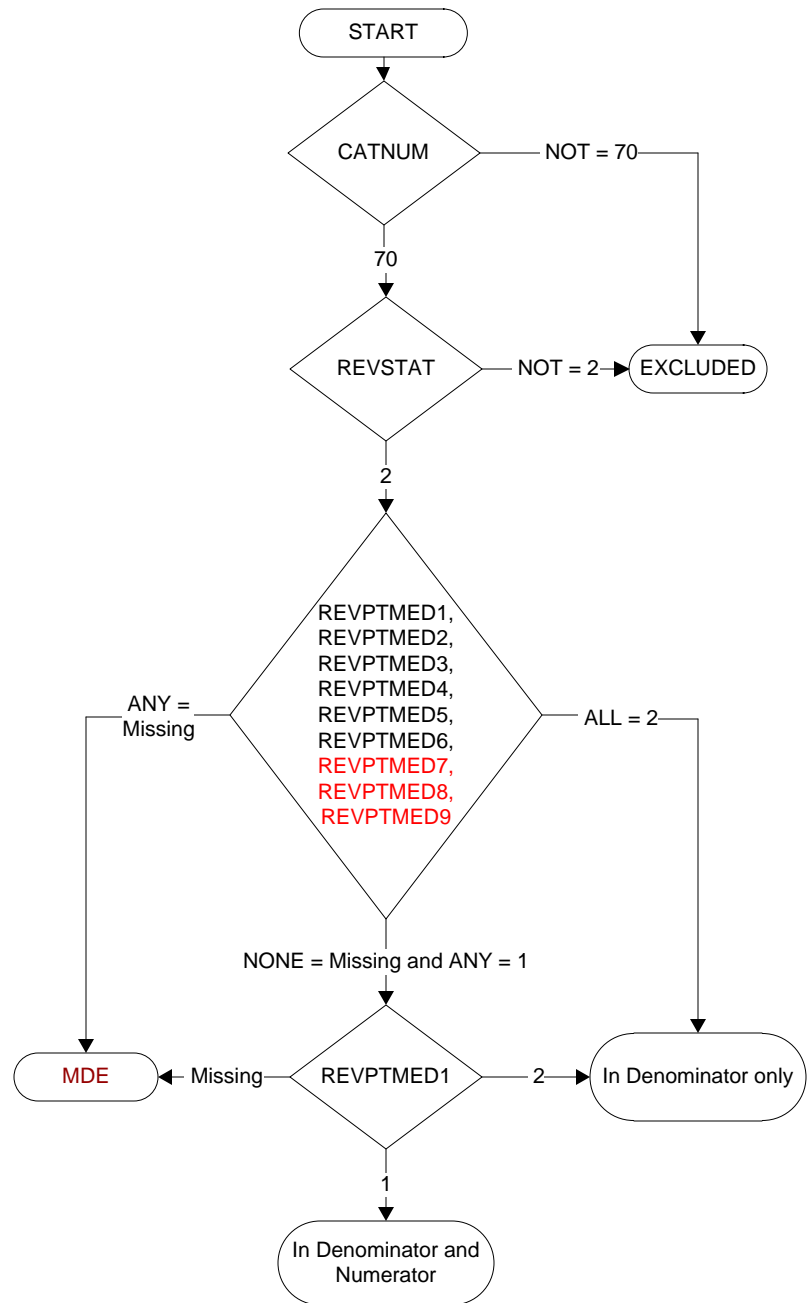 START
CATNUM
NOT = 70
70
REVSTAT
NOT = 2
EXCLUDED
2
REVPTMED1,
REVPTMED2,
REVPTMED3,
REVPTMED4,
REVPTMED5,
REVPTMED6,
REVPTMED7,
REVPTMED8,
REVPTMED9
ANY =
Missing
ALL = 2
NONE = Missing and ANY = 1
MDE
Missing
REVPTMED1
2
In Denominator only
1
In Denominator and
Numerator